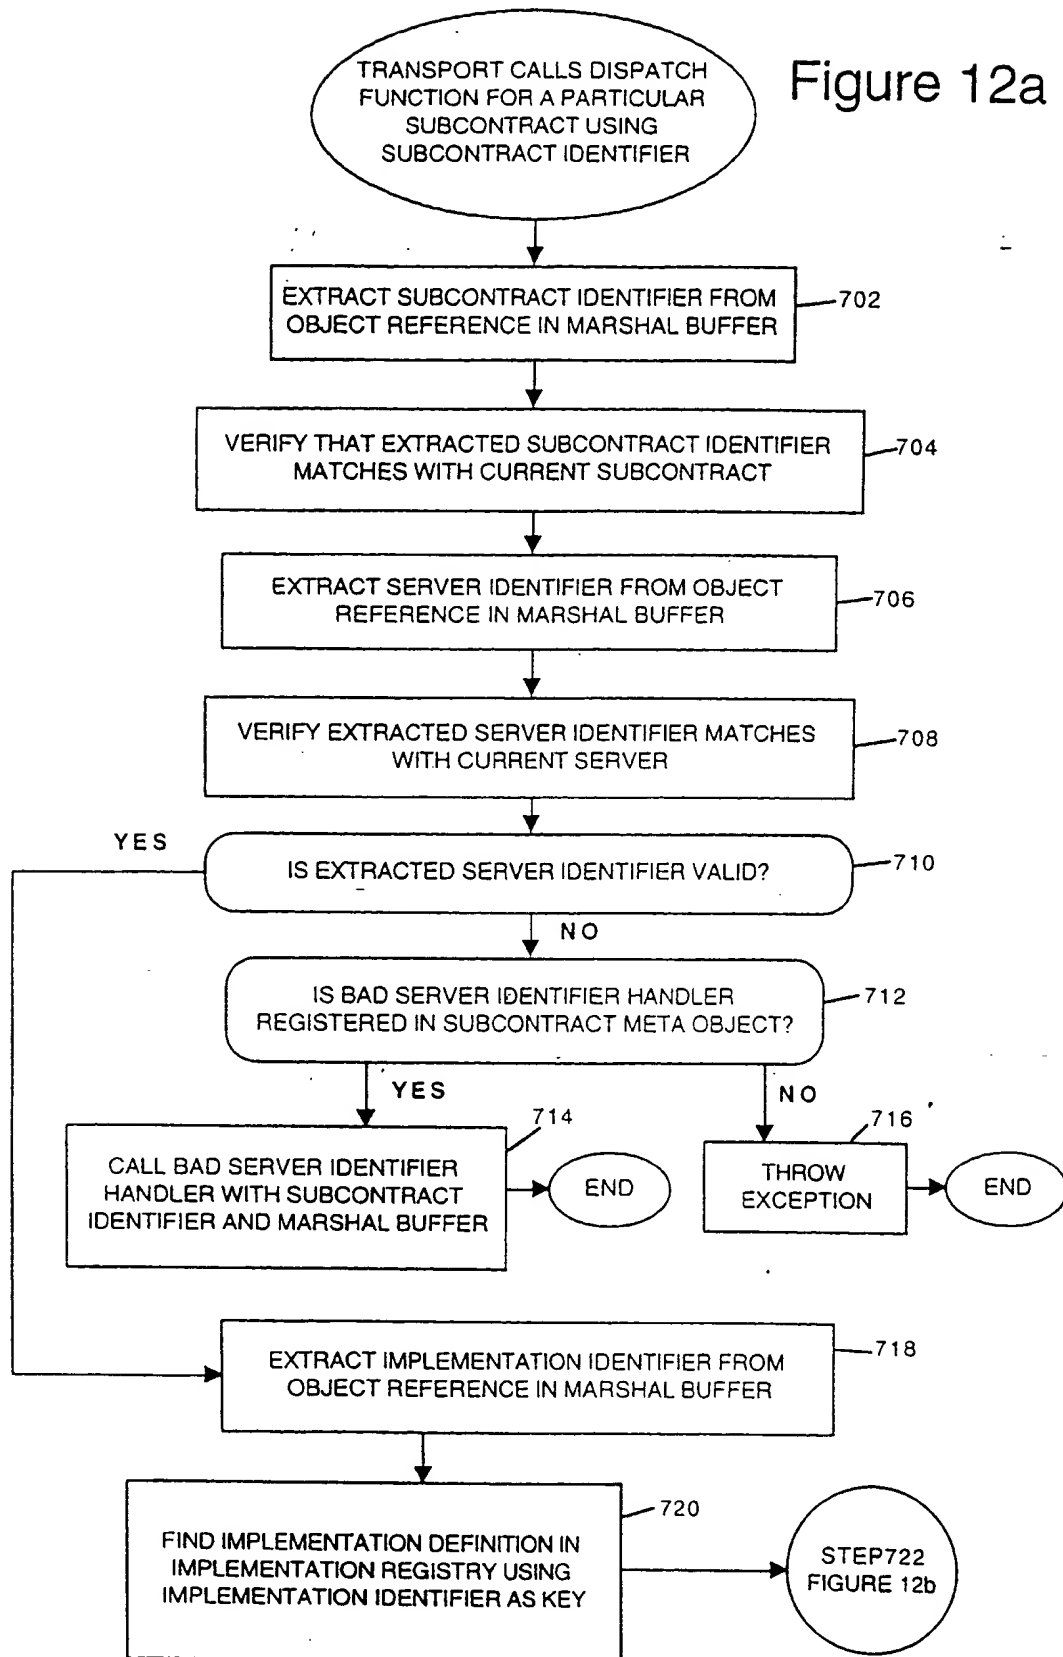 Figure 12a
TRANSPORT CALLS DISPATCH
FUNCTION FOR A PARTICULAR
SUBCONTRACT USING
SUBCONTRACT IDENTIFIER
EXTRACT SUBCONTRACT IDENTIFIER FROM
OBJECT REFERENCE IN MARSHAL BUFFER
702
VERIFY THAT EXTRACTED SUBCONTRACT IDENTIFIER
MATCHES WITH CURRENT SUBCONTRACT
704
EXTRACT SERVER IDENTIFIER FROM OBJECT
REFERENCE IN MARSHAL BUFFER
706
VERIFY EXTRACTED SERVER IDENTIFIER MATCHES
WITH CURRENT SERVER
708
YES
IS EXTRACTED SERVER IDENTIFIER VALID?
710
NO
IS BAD SERVER IDENTIFIER HANDLER
REGISTERED IN SUBCONTRACT META OBJECT?
712
YES
NO
714
CALL BAD SERVER IDENTIFIER
HANDLER WITH SUBCONTRACT
IDENTIFIER AND MARSHAL BUFFER
END
716
THROW
EXCEPTION
END
EXTRACT IMPLEMENTATION IDENTIFIER FROM
OBJECT REFERENCE IN MARSHAL BUFFER
718
FIND IMPLEMENTATION DEFINITION IN
IMPLEMENTATION REGISTRY USING
IMPLEMENTATION IDENTIFIER AS KEY
720
STEP722
FIGURE 12b